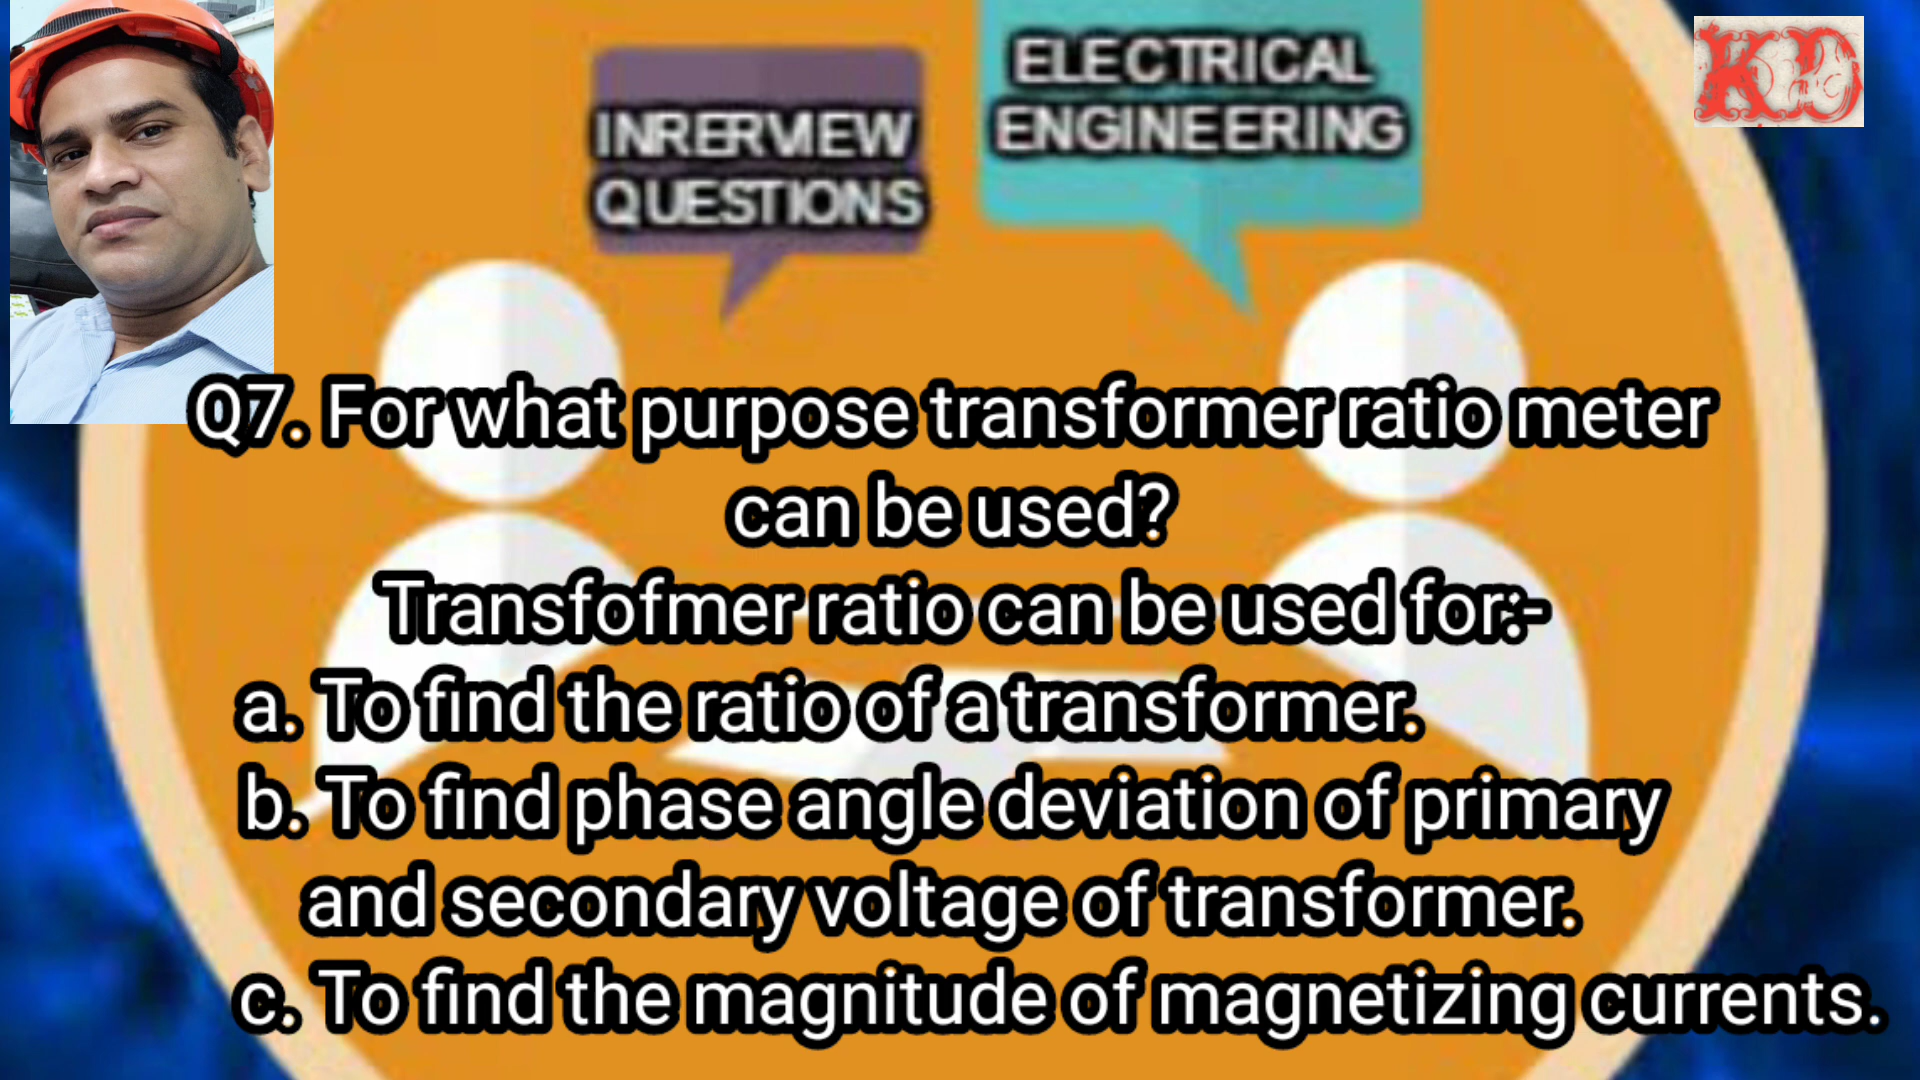 INRERVIEW
QUESTIONS
ELECTRICAL
ENGINEERING
KD
Q7. For what purpose transformer ratio meter
can be used?
Transfofmer ratio can be used for:-
a. To find the ratio of a transformer.
b. To find phase angle deviation of primary
and secondary voltage of transformer.
c. To find the magnitude of magnetizing currents.